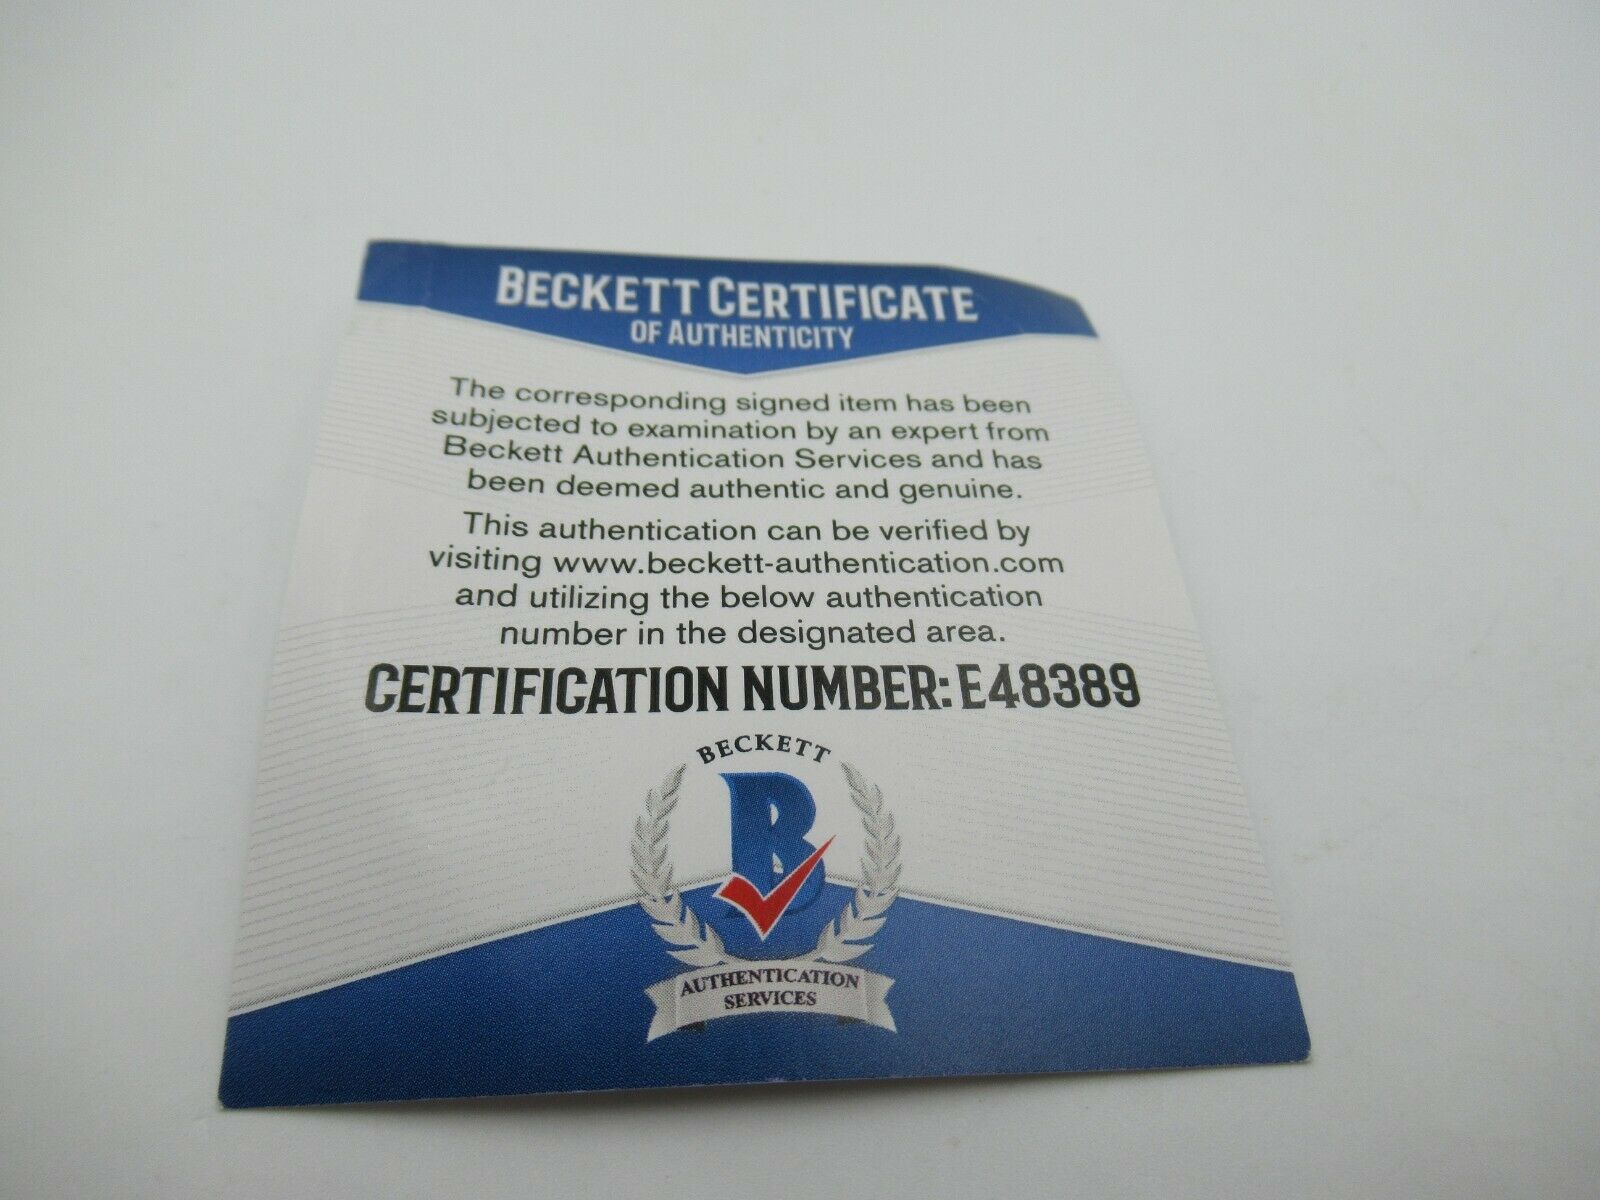 BECKETT CERTIFICATE
OF AUTHENTICITY
The corresponding signed item has been
subjected to examination by an expert from
Beckett Authentication Services and has
been deemed authentic and genuine.
This authentication can be verified by
visiting www.beckett-authentication.com
and utilizing the below authentication
number in the designated area.
CERTIFICATION NUMBER: E48389
BECKETT
B
AUTHENTICATION
SERVICES